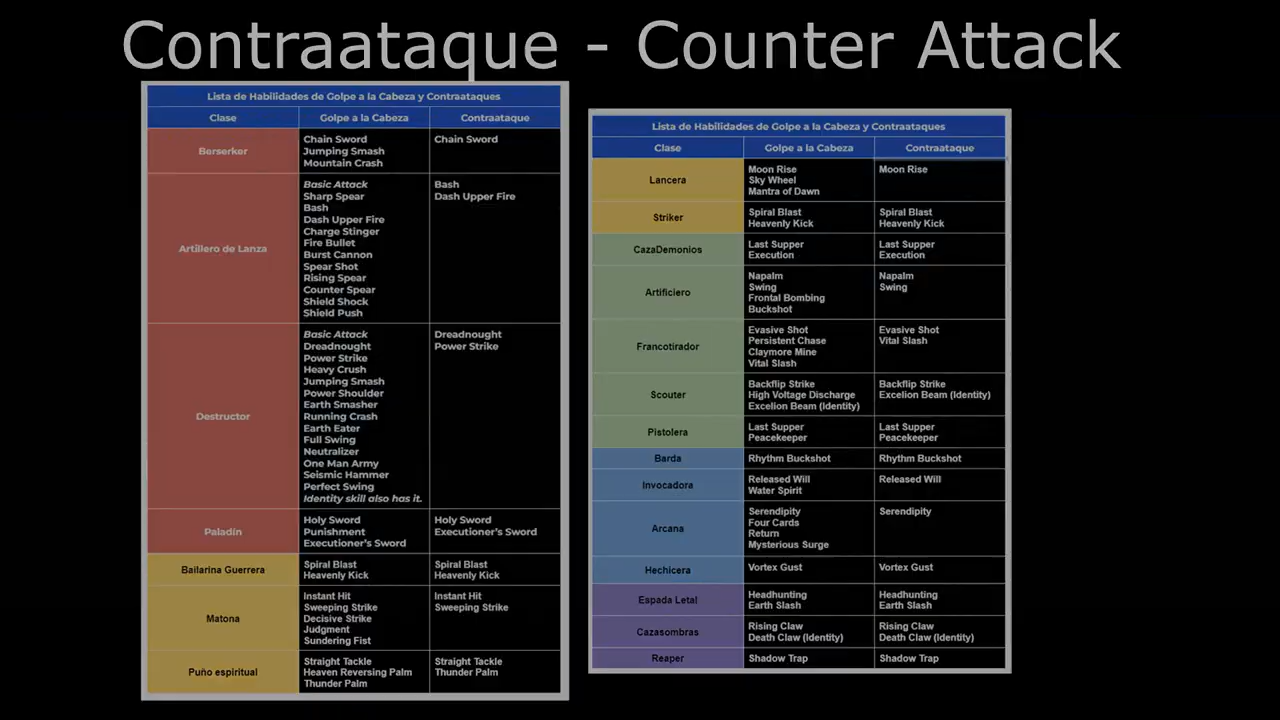 Contraataque - Counter Attack
Lista de Habilidades de Golpe a la Cabeza y Contraataques
Clase Golpe a la Cabeza Contraataque
Berserker
Chain Sword
Jumping Smash
Mountain Crash
Chain Sword
Artillero de Lanza
Basic Attack
Sharp Spear
Bash
Dash Upper Fire
Charge Stinger
Fire Bullet
Burst Cannon
Spear Shot
Rising Spear
Counter Spear
Shield Shock
Shield Push
Bash
Dash Upper Fire
Destructor
Basic Attack
Dreadnought
Power Strike
Heavy Crush
Jumping Smash
Power Shoulder
Earth Smasher
Running Crash
Earth Eater
Full Swing
Neutralizer
One Man Army
Seismic Hammer
Perfect Swing
Identity skill also has it.
Dreadnought
Power Strike
Paladín
Holy Sword
Punishment
Executioner's Sword
Holy Sword
Executioner's Sword
Bailarina Guerrera
Spiral Blast
Heavenly Kick
Spiral Blast
Heavenly Kick
Matona
Instant Hit
Sweeping Strike
Decisive Strike
Judgment
Sundering Fist
Instant Hit
Sweeping Strike
Puño espiritual
Straight Tackle
Heaven Reversing Palm
Thunder Palm
Straight Tackle
Thunder Palm
Lista de Habilidades de Golpe a la Cabeza y Contraataques
Clase Golpe a la Cabeza Contraataque
Lancera
Moon Rise
Sky Wheel
Mantra of Dawn
Moon Rise
Striker
Spiral Blast
Heavenly Kick
Spiral Blast
Heavenly Kick
CazaDemonios
Last Supper
Execution
Last Supper
Execution
Artificiero
Napalm
Swing
Frontal Bombing
Buckshot
Napalm
Swing
Francotirador
Evasive Shot
Persistent Chase
Claymore Mine
Vital Slash
Evasive Shot
Vital Slash
Scouter
Backflip Strike
High Voltage Discharge
Excelion Beam (Identity)
Backflip Strike
Excelion Beam (Identity)
Pistolera
Last Supper
Peacekeeper
Last Supper
Peacekeeper
Barda
Rhythm Buckshot
Rhythm Buckshot
Invocadora
Released Will
Water Spirit
Released Will
Arcana
Serendipity
Four Cards
Return
Mysterious Surge
Serendipity
Hechicera
Vortex Gust
Vortex Gust
Espada Letal
Headhunting
Earth Slash
Headhunting
Earth Slash
Cazasombras
Rising Claw
Death Claw (Identity)
Rising Claw
Death Claw (Identity)
Reaper
Shadow Trap
Shadow Trap